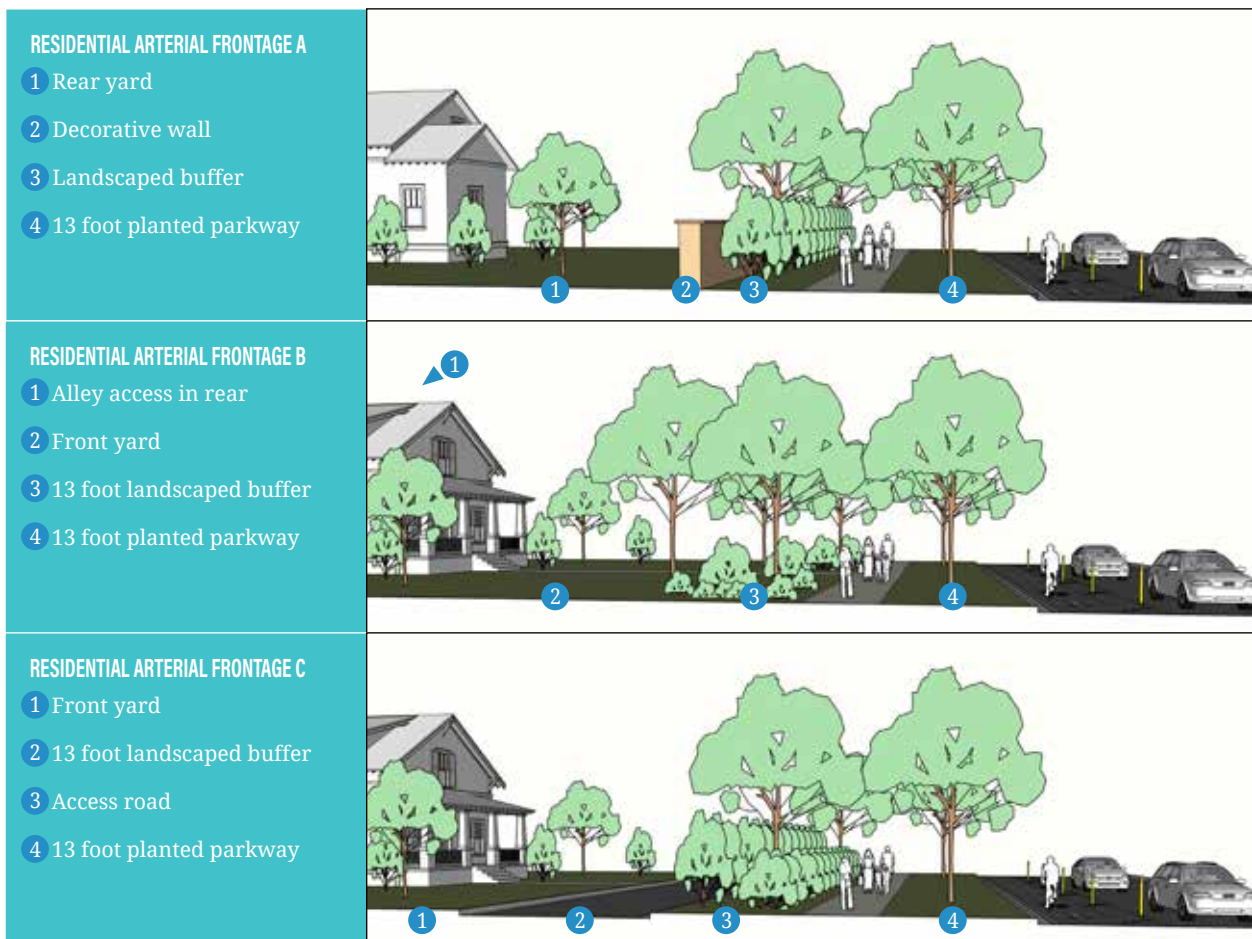 RESIDENTIAL ARTERIAL FRONTAGE A
1 Rear yard
2 Decorative wall
3 Landscaped buffer
4 13 foot planted parkway
1 2 3 4
RESIDENTIAL ARTERIAL FRONTAGE B
1 Alley access in rear
2 Front yard
3 13 foot landscaped buffer
4 13 foot planted parkway
1
2 3 4
RESIDENTIAL ARTERIAL FRONTAGE C
1 Front yard
2 13 foot landscaped buffer
3 Access road
4 13 foot planted parkway
1 2 3 4